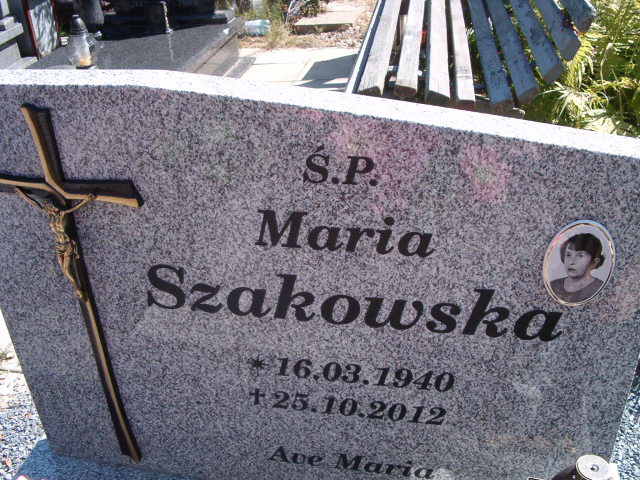 Ś.P.
Maria
Szakowska
✶ 16.03.1940
† 25.10.2012
Ave Maria